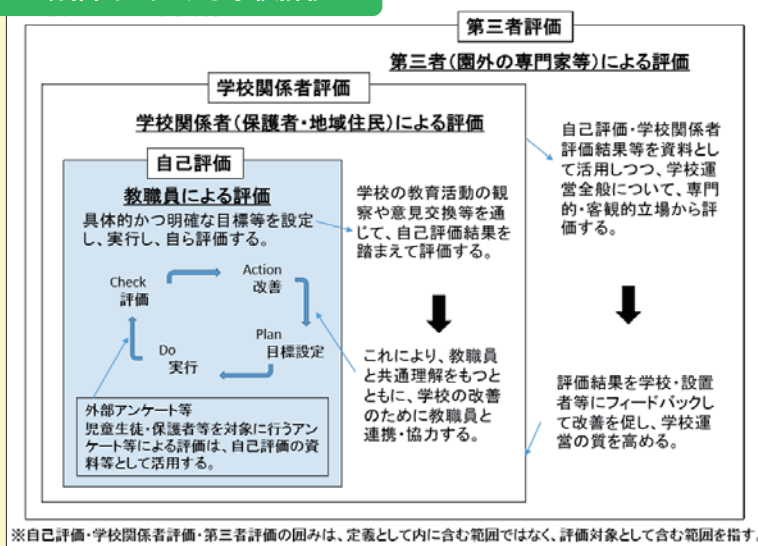 第三者評価
第三者(園外の専門家等)による評価
学校関係者評価
学校関係者(保護者・地域住民)による評価
自己評価
教職員による評価
具体的かつ明確な目標等を設定
し、実行し、自ら評価する。
Check
評価
Action
改善
Plan
目標設定
Do
実行
外部アンケート等
児童生徒・保護者等を対象に行うアン
ケート等による評価は、自己評価の資
料等として活用する。
学校の教育活動の観
察や意見交換等を通
じて、自己評価結果を
踏まえて評価する。
これにより、教職員
と共通理解をもつと
ともに、学校の改善
のために教職員と
連携・協力する。
自己評価・学校関係者
評価結果等を資料とし
て活用しつつ、学校運
営全般について、専門
的・客観的立場から評
価する。
評価結果を学校・設置
者等にフィードバックし
て改善を促し、学校運
営の質を高める。
※自己評価・学校関係者評価・第三者評価の囲みは、定義として内に含む範囲ではなく、評価対象として含む範囲を指す。